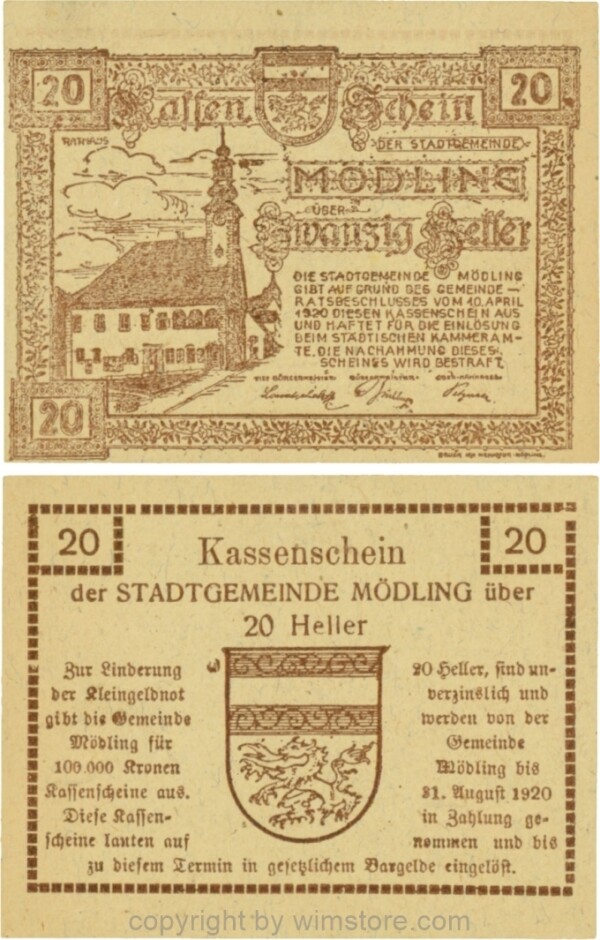 20
Kassen Schein
20
RATHAUS
DER STADTGEMEINDE
MÖDLING
ÜBER
Zwanzig Heller
DIE STADTGEMEINDE MÖDLING
GIBT AUF GRUND DES GEMEINDE-
RATSBESCHLUSSES VOM 10. APRIL
1920 DIESEN KASSENSCHEIN AUS
UND HAFTET FÜR DIE EINLÖSUNG
BEIM STÄDTISCHEN KAMMERAM-
TE. DIE NACHAHMUNG DIESES
SCHEINES WIRD BESTRAFT.
20
20
20
Kassenschein
der STADTGEMEINDE MÖDLING über
20 Heller
Zur Linderung
der Kleingeldnot
gibt die Gemeinde
Mödling für
100.000 Kronen
Kassenscheine aus.
Diese Kassen-
scheine lauten auf
20 Heller, sind un-
verzinslich und
werden von der
Gemeinde
Mödling bis
31. August 1920
in Zahlung ge-
nommen und bis
zu diesem Termin in gesetzlichem Bargelde eingelöst.
copyright by wimstore.com